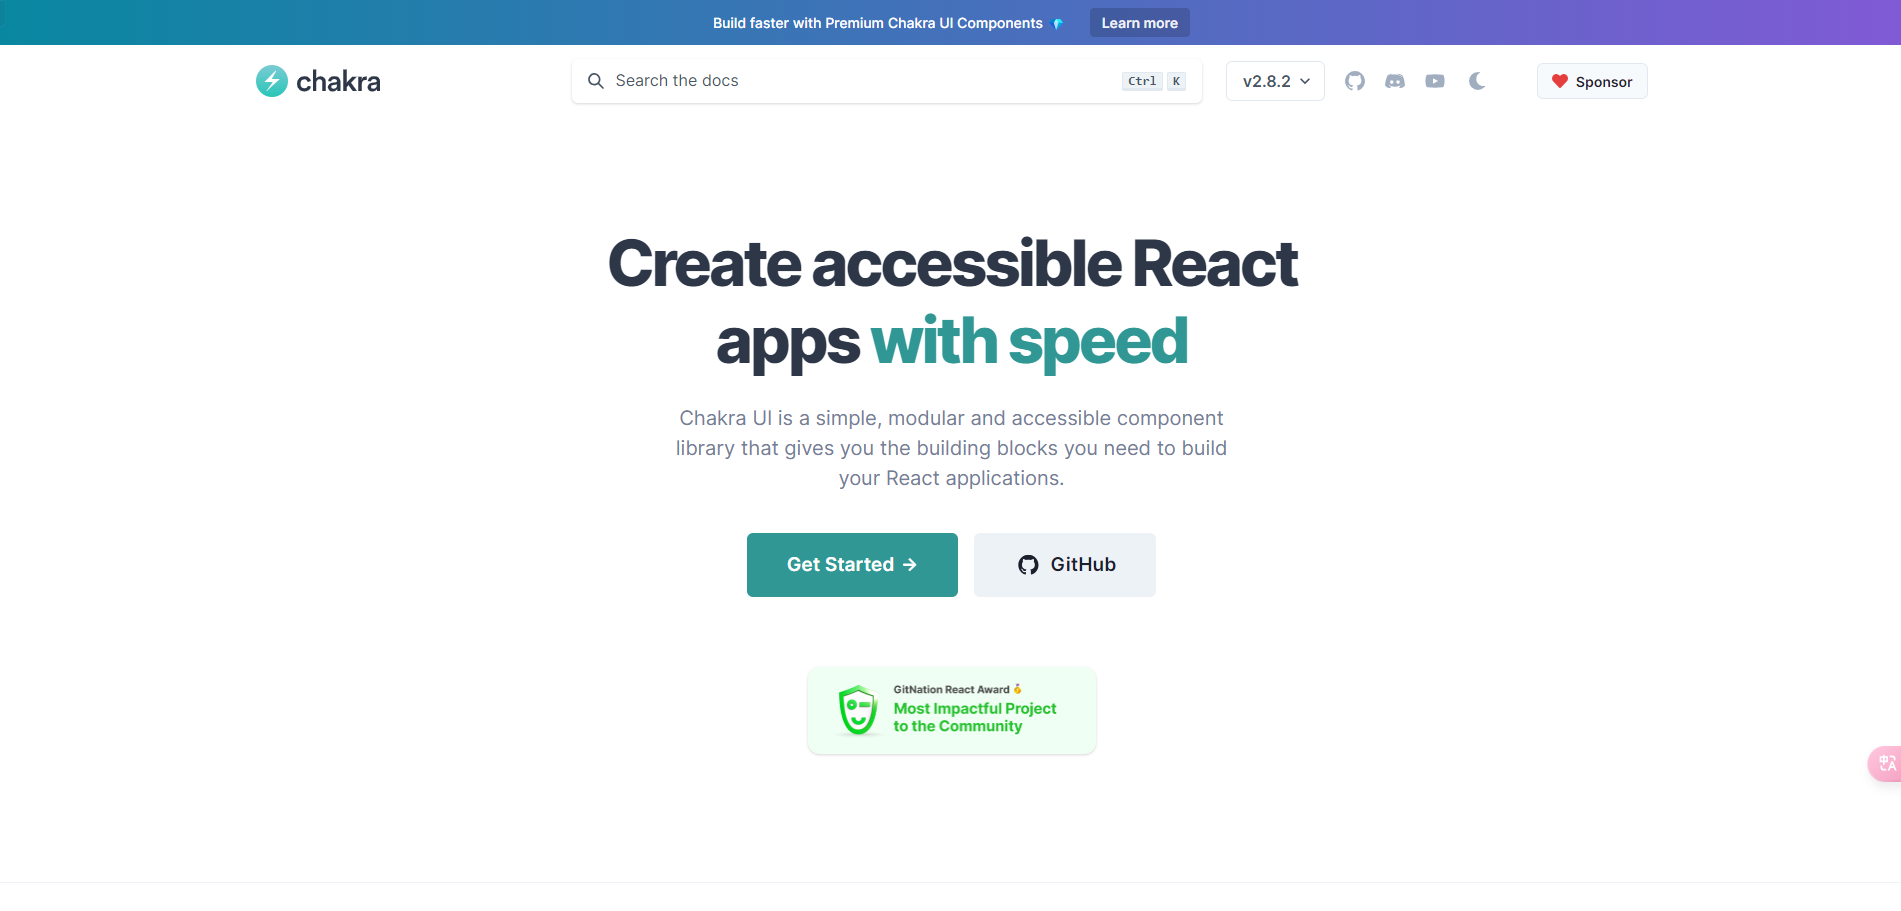 Build faster with Premium Chakra UI Components
Learn more
chakra
Search the docs
Ctrl K
v2.8.2
Sponsor
Create accessible React
apps with speed
Chakra UI is a simple, modular and accessible component
library that gives you the building blocks you need to build
your React applications.
Get Started →
GitHub
GitNation React Award
Most Impactful Project
to the Community
中A